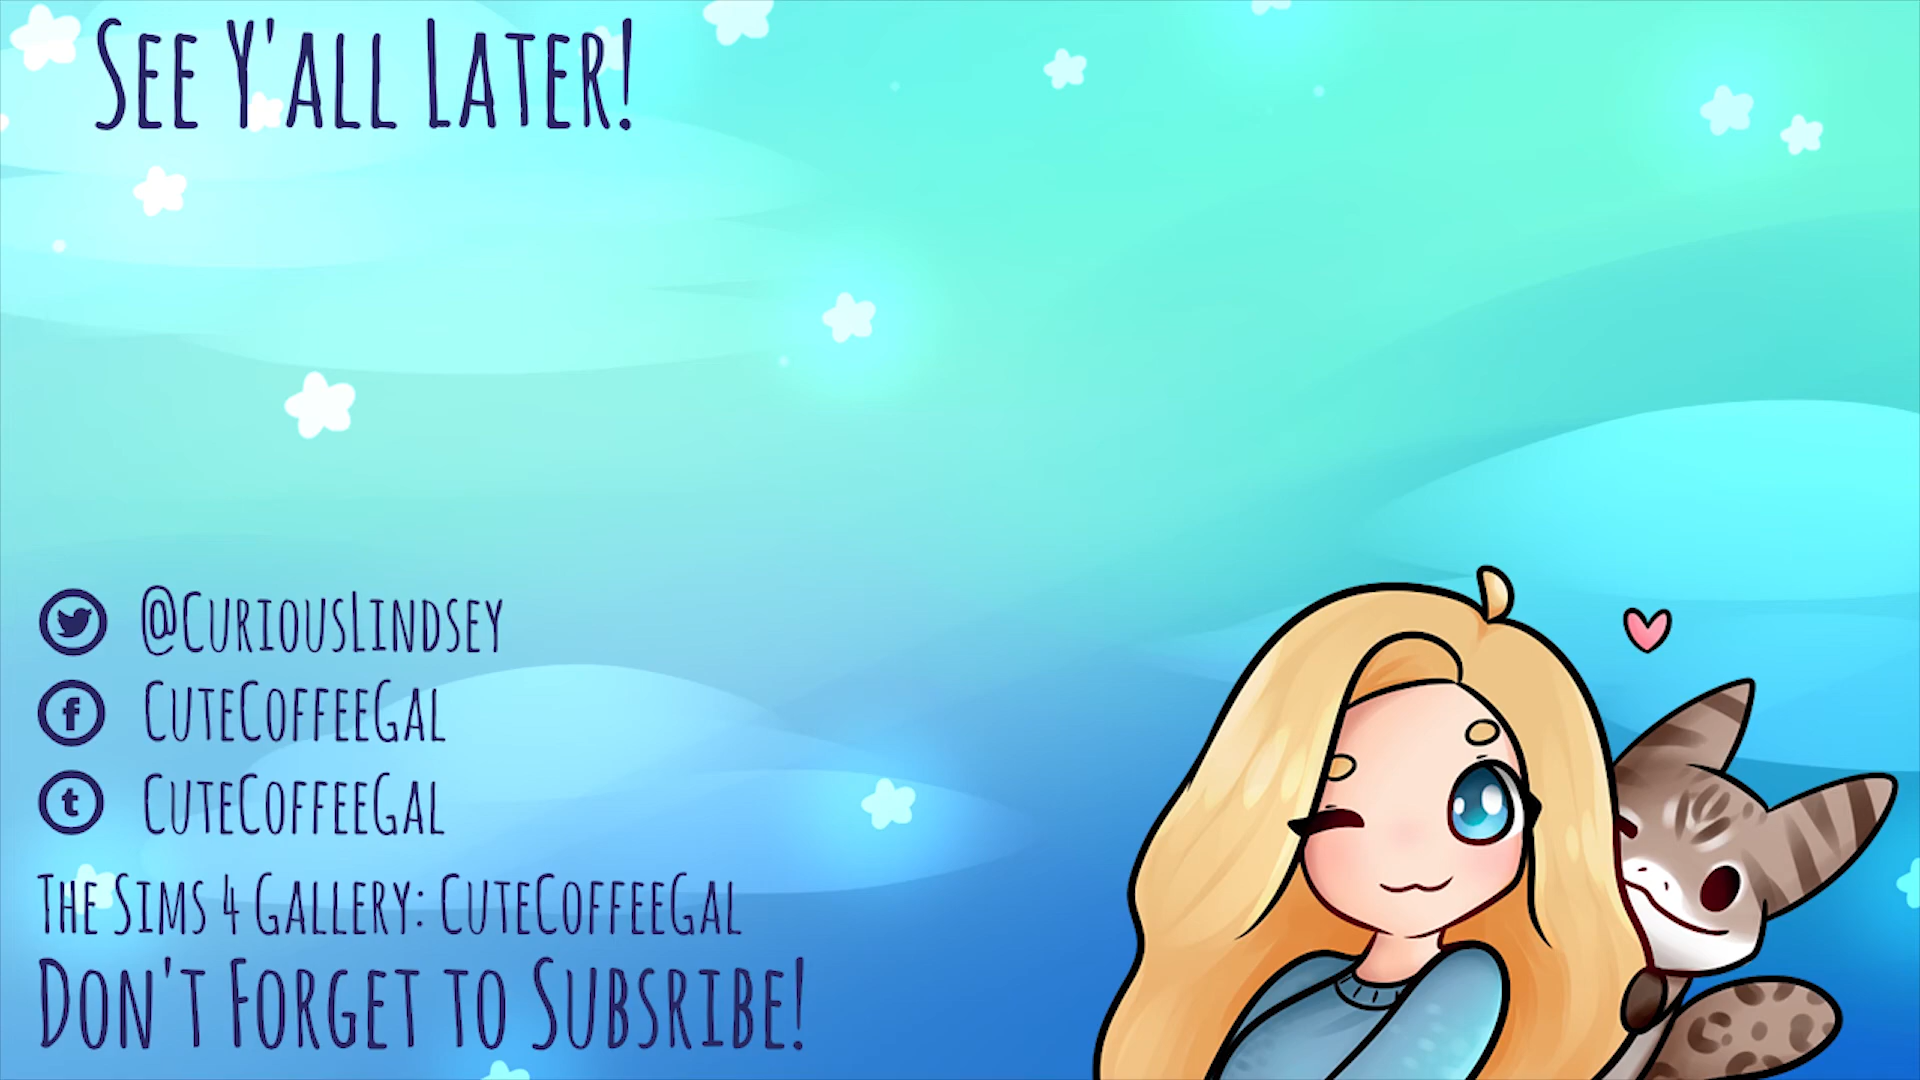 See Y'all Later!
@CuriousLindsey
CuteCoffeeGal
CuteCoffeeGal
The Sims 4 Gallery: CuteCoffeeGal
Don't Forget to Subsribe!